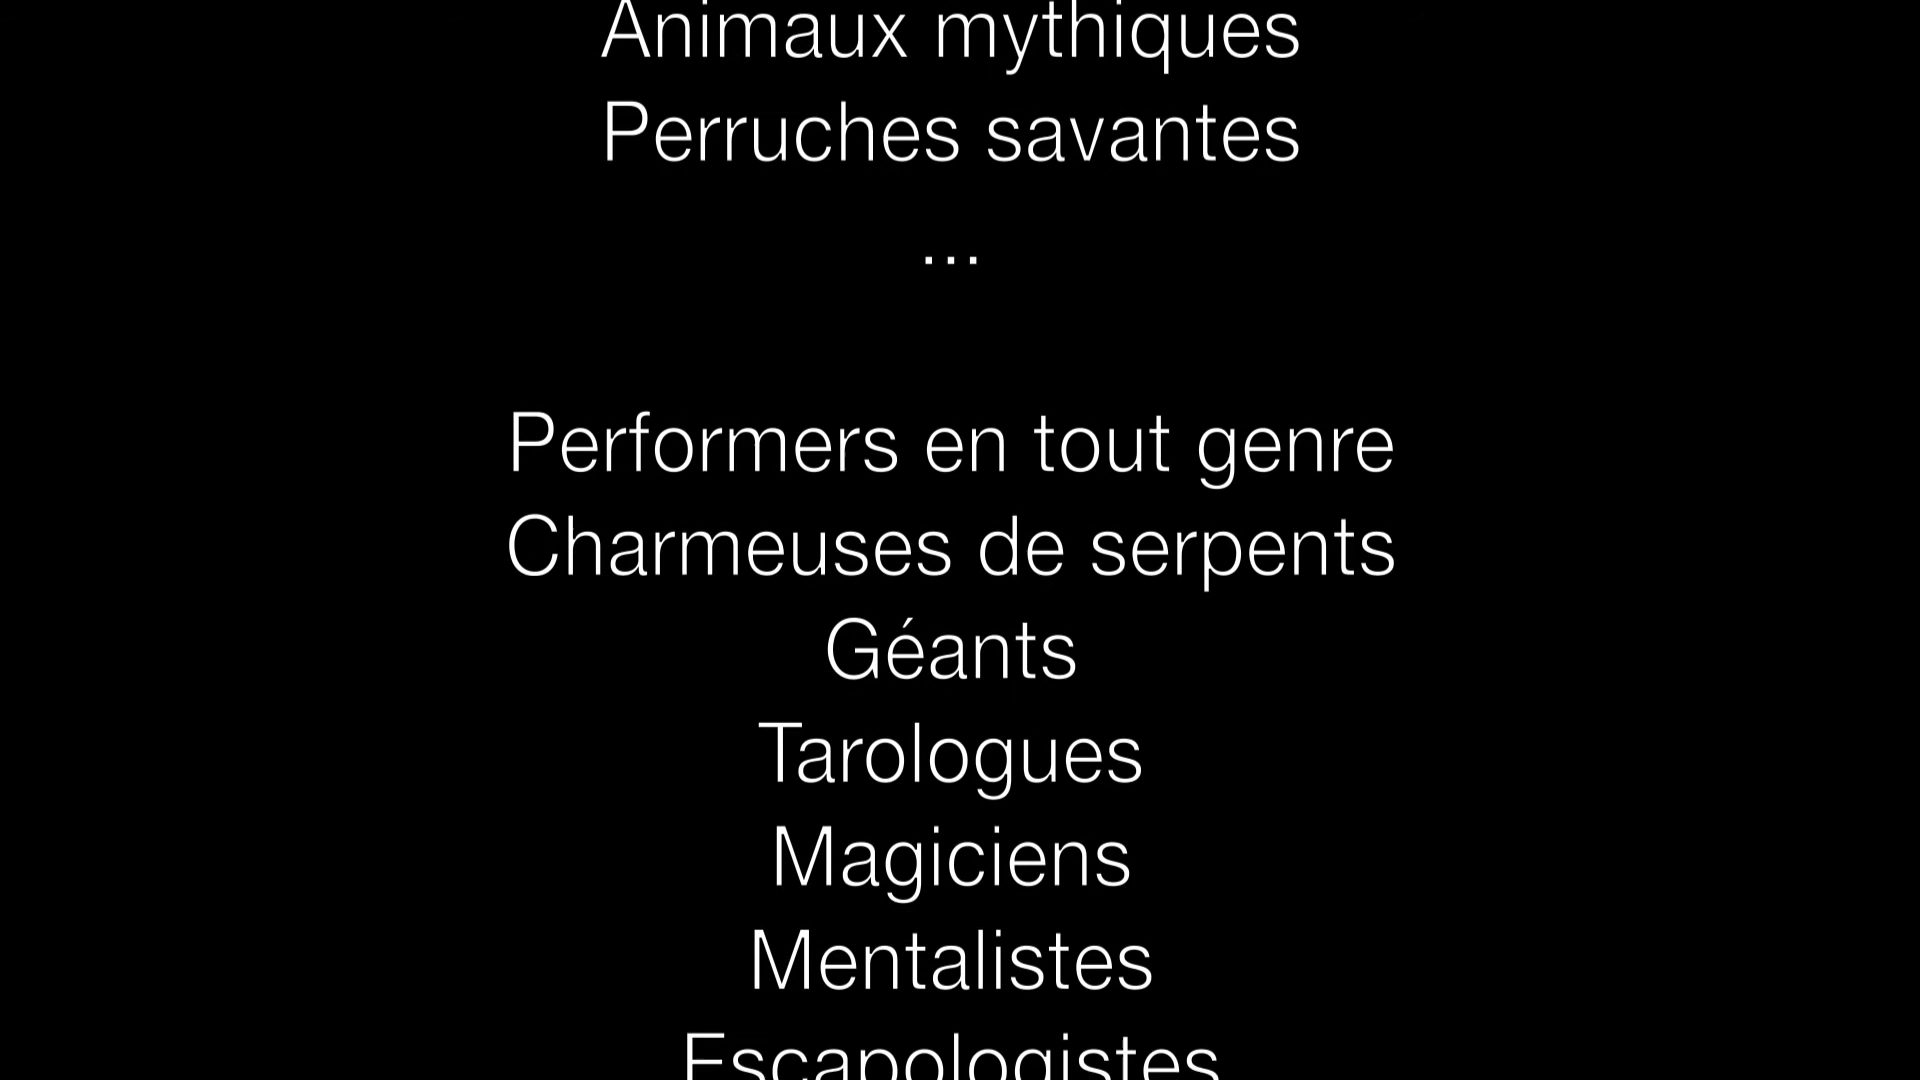 Animaux mythiques
Perruches savantes
...
Performers en tout genre
Charmeuses de serpents
Géants
Tarologues
Magiciens
Mentalistes
Escapologistes